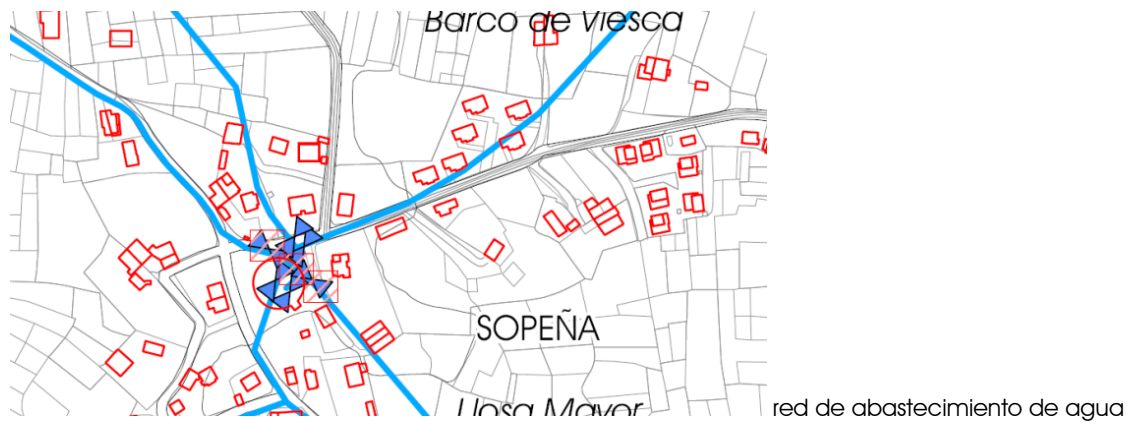 Barco de Viesca
SOPEÑA
Llosa Mayor
red de abastecimiento de agua